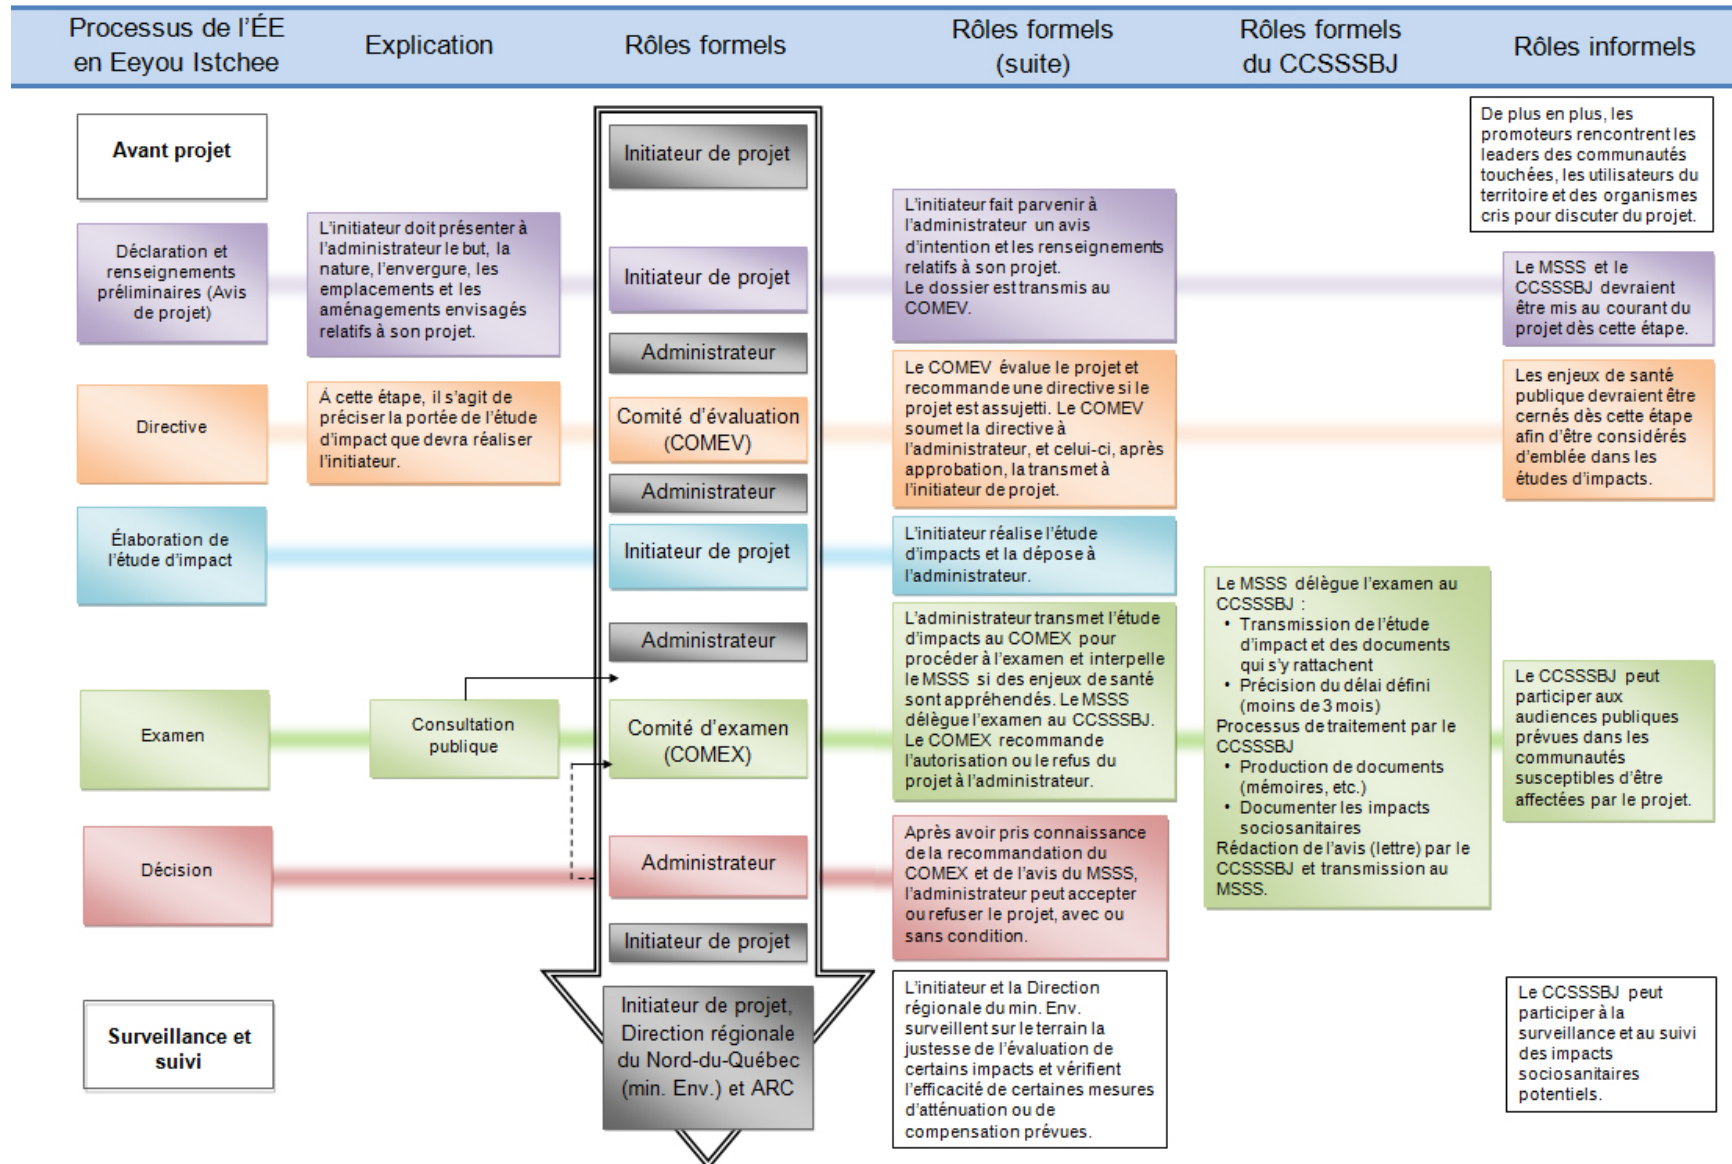 Processus de l'ÉE
en Eeyou Istchee
Explication
Rôles formels
Rôles formels
(suite)
Rôles formels
du CCSSSBJ
Rôles informels
Avant projet
Initiateur de projet
De plus en plus, les
promoteurs rencontrent les
leaders des communautés
touchées, les utilisateurs du
territoire et des organismes
cris pour discuter du projet.
Déclaration et
renseignements
préliminaires (Avis
de projet)
L'initiateur doit présenter à
l'administrateur le but, la
nature, l'envergure, les
emplacements et les
aménagements envisagés
relatifs à son projet.
Initiateur de projet
L'initiateur fait parvenir à
l'administrateur un avis
d'intention et les renseignements
relatifs à son projet.
Le dossier est transmis au
COMEV.
Le MSSS et le
CCSSSBJ devraient
être mis au courant du
projet dès cette étape.
Administrateur
Directive
À cette étape, il s'agit de
préciser la portée de l'étude
d'impact que devra réaliser
l'initiateur.
Comité d'évaluation
(COMEV)
Le COMEV évalue le projet et
recommande une directive si le
projet est assujetti. Le COMEV
soumet la directive à
l'administrateur, et celui-ci, après
approbation, la transmet à
l'initiateur de projet.
Les enjeux de santé
publique devraient être
cernés dès cette étape
afin d'être considérés
d'emblée dans les
études d'impacts.
Administrateur
Élaboration de
l'étude d'impact
Initiateur de projet
L'initiateur réalise l'étude
d'impacts et la dépose à
l'administrateur.
Administrateur
Examen
Consultation
publique
Comité d'examen
(COMEX)
L'administrateur transmet l'étude
d'impacts au COMEX pour
procéder à l'examen et interpelle
le MSSS si des enjeux de santé
sont appréhendés. Le MSSS
délègue l'examen au CCSSSBJ.
Le COMEX recommande
l'autorisation ou le refus du
projet à l'administrateur.
Le MSSS délègue l'examen au
CCSSSBJ :
• Transmission de l'étude
d'impact et des documents
qui s'y rattachent
• Précision du délai défini
(moins de 3 mois)
Processus de traitement par le
CCSSSBJ
• Production de documents
(mémoires, etc.)
• Documenter les impacts
sociosanitaires
Rédaction de l'avis (lettre) par le
CCSSSBJ et transmission au
MSSS.
Le CCSSSBJ peut
participer aux
audiences publiques
prévues dans les
communautés
susceptibles d'être
affectées par le projet.
Décision
Administrateur
Après avoir pris connaissance
de la recommandation du
COMEX et de l'avis du MSSS,
l'administrateur peut accepter
ou refuser le projet, avec ou
sans condition.
Initiateur de projet
Surveillance et
suivi
Initiateur de projet,
Direction régionale
du Nord-du-Québec
(min. Env.) et ARC
L'initiateur et la Direction
régionale du min. Env.
surveillent sur le terrain la
justesse de l'évaluation de
certains impacts et vérifient
l'efficacité de certaines mesures
d'atténuation ou de
compensation prévues.
Le CCSSSBJ peut
participer à la
surveillance et au suivi
des impacts
sociosanitaires
potentiels.